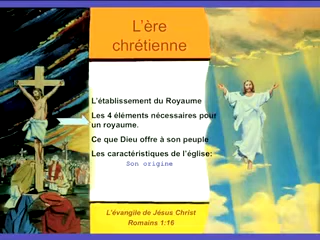 L'ère
chrétienne
L'établissement du Royaume
Les 4 éléments nécessaires pour
un royaume.
Ce que Dieu offre à son peuple
Les caractéristiques de l'église:
Son origine
L'évangile de Jésus Christ
Romains 1:16